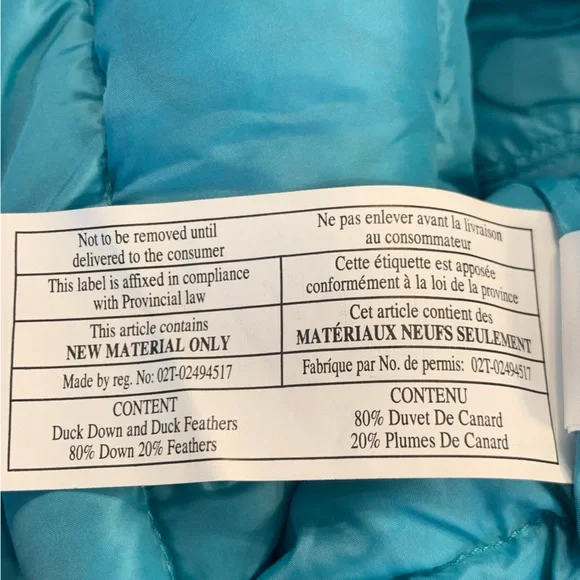 Not to be removed until
delivered to the consumer
Ne pas enlever avant la livraison
au consommateur
This label is affixed in compliance
with Provincial law
Cette étiquette est apposée
conformément à la loi de la province
This article contains
NEW MATERIAL ONLY
Cet article contient des
MATÉRIAUX NEUFS SEULEMENT
Made by reg. No: 02T-02494517
Fabríque par No. de permis: 02T-02494517
CONTENT
Duck Down and Duck Feathers
80% Down 20% Feathers
CONTENU
80% Duvet De Canard
20% Plumes De Canard